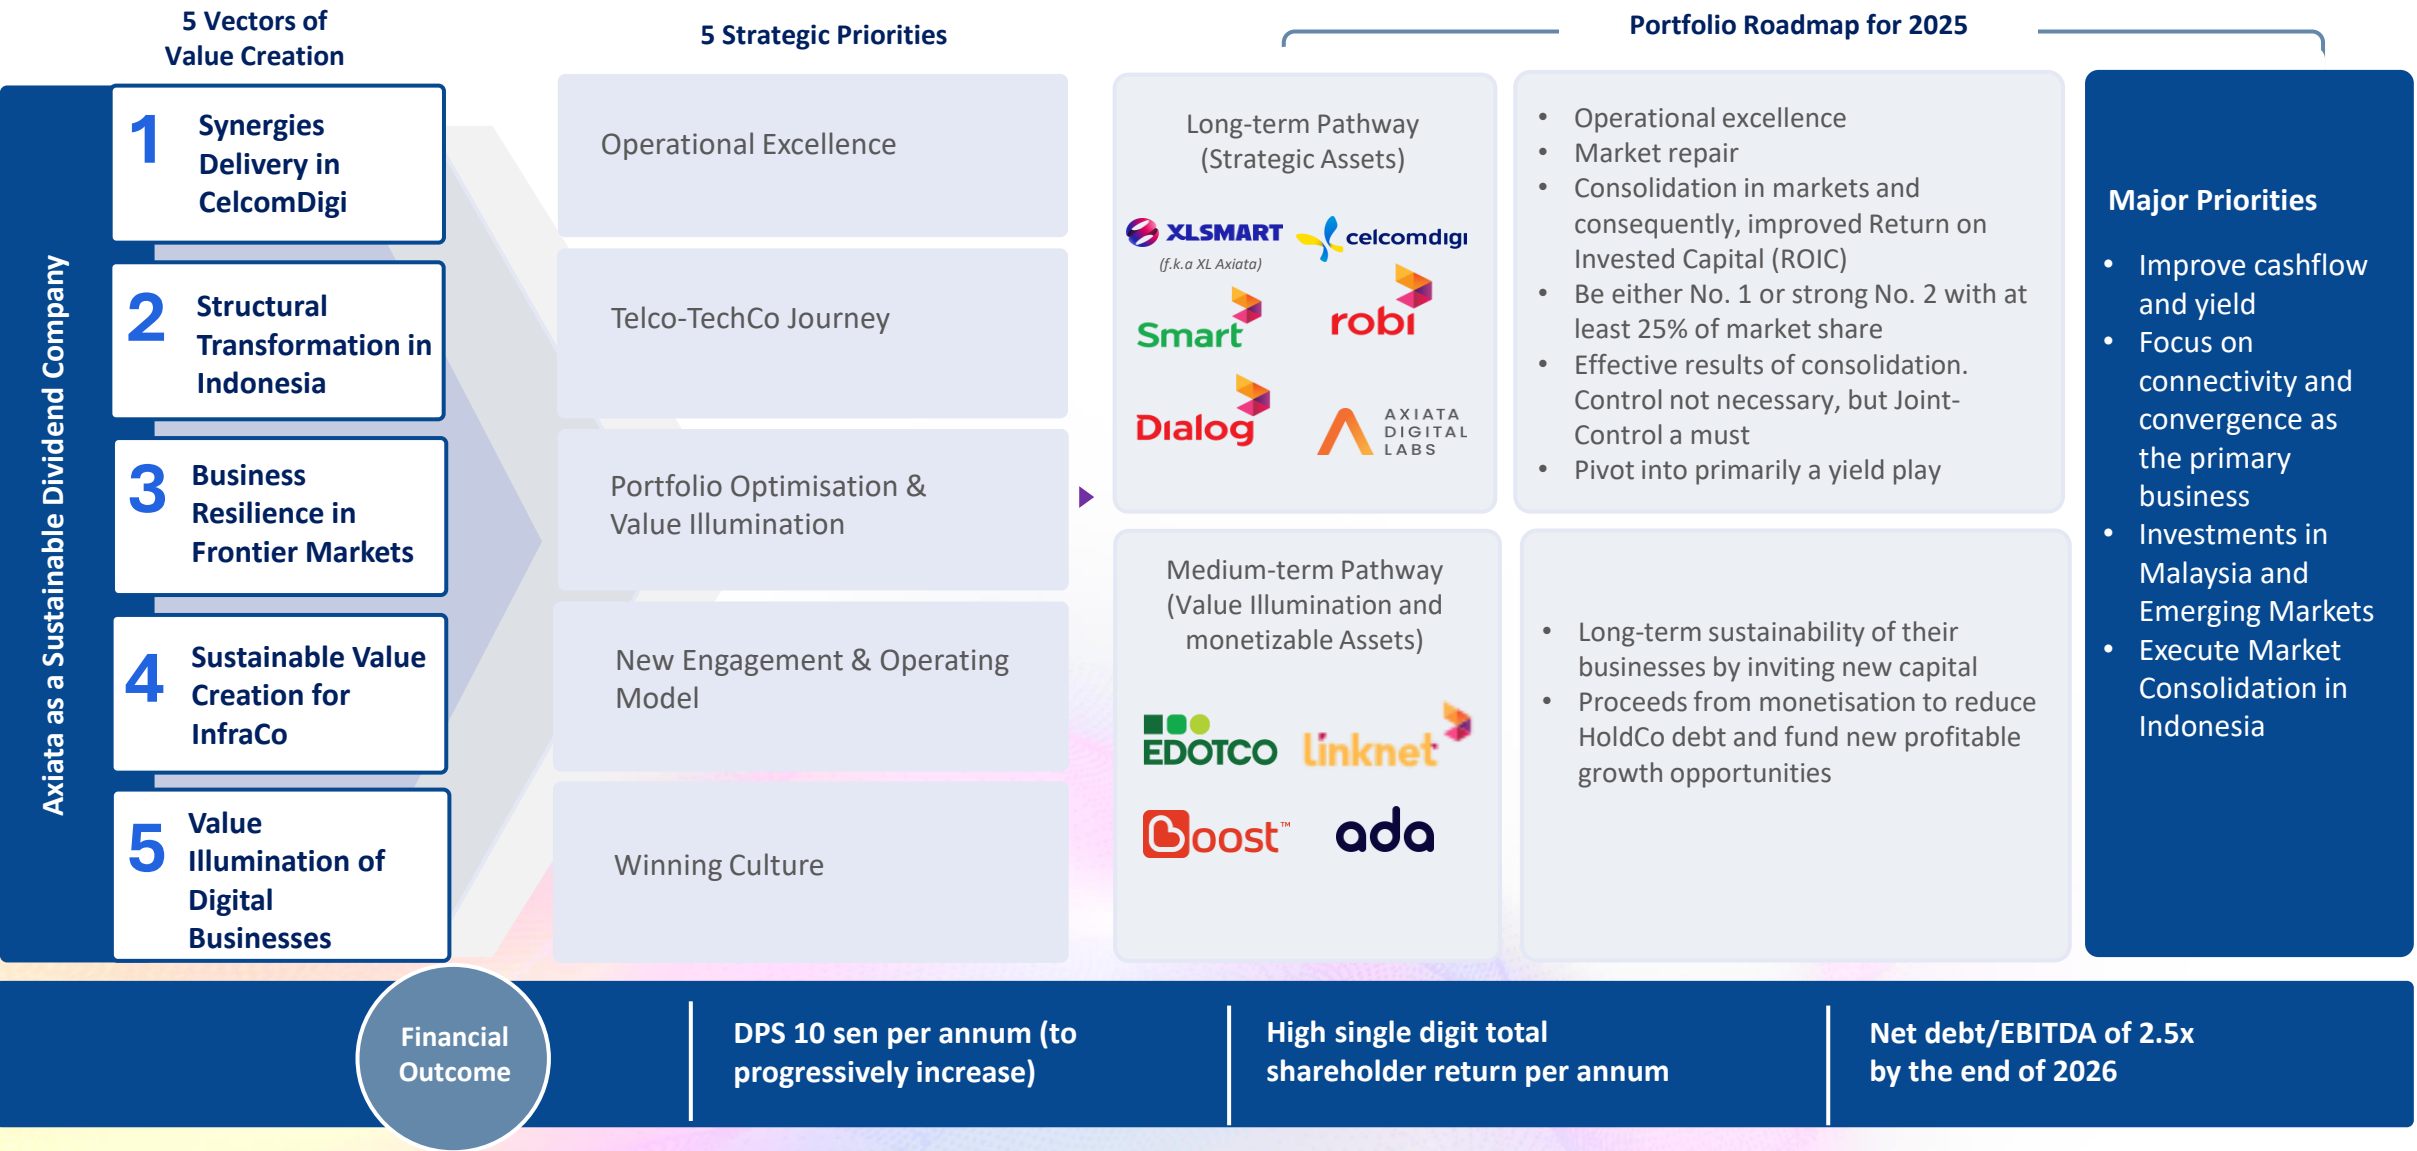 5 Vectors of
Value Creation
5 Strategic Priorities
Portfolio Roadmap for 2025
Axiata as a Sustainable Dividend Company
1
Synergies
Delivery in
CelcomDigi
2
Structural
Transformation in
Indonesia
3
Business
Resilience in
Frontier Markets
4
Sustainable Value
Creation for
InfraCo
5
Value
Illumination of
Digital
Businesses
Operational Excellence
Telco-TechCo Journey
Portfolio Optimisation &
Value Illumination
New Engagement & Operating
Model
Winning Culture
Long-term Pathway
(Strategic Assets)
XLSMART
(f.k.a XL Axiata)
celcomdigi
Smart
robi
Dialog
AXIATA
DIGITAL
LABS
• Operational excellence
• Market repair
• Consolidation in markets and
consequently, improved Return on
Invested Capital (ROIC)
• Be either No. 1 or strong No. 2 with at
least 25% of market share
• Effective results of consolidation.
Control not necessary, but Joint-
Control a must
• Pivot into primarily a yield play
Medium-term Pathway
(Value Illumination and
monetizable Assets)
EDOTCO
linknet
Boost™
ada
• Long-term sustainability of their
businesses by inviting new capital
• Proceeds from monetisation to reduce
HoldCo debt and fund new profitable
growth opportunities
Major Priorities
• Improve cashflow
and yield
• Focus on
connectivity and
convergence as
the primary
business
• Investments in
Malaysia and
Emerging Markets
• Execute Market
Consolidation in
Indonesia
Financial
Outcome
DPS 10 sen per annum (to
progressively increase)
High single digit total
shareholder return per annum
Net debt/EBITDA of 2.5x
by the end of 2026